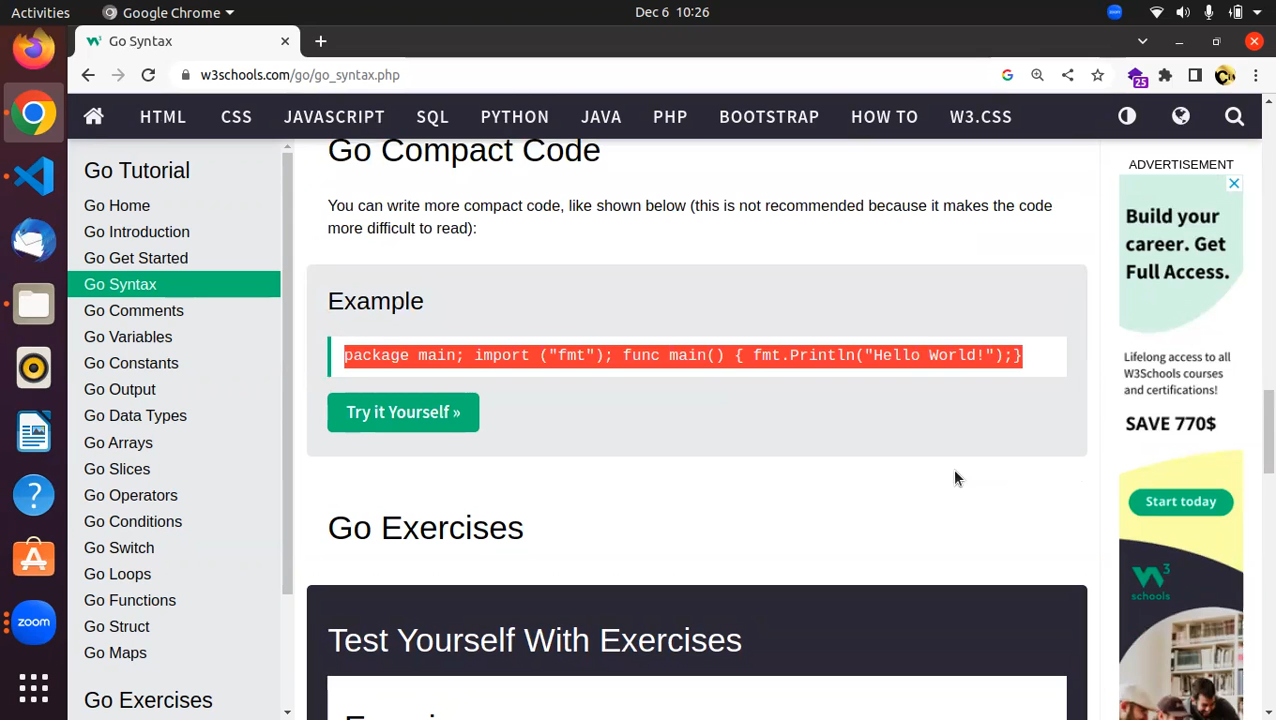 Activities
Google Chrome
Dec 6 10:26
Go Syntax
w3schools.com/go/go_syntax.php
25
HTML
CSS
JAVASCRIPT
SQL
PYTHON
JAVA
PHP
BOOTSTRAP
HOW TO
W3.CSS
Go Tutorial
Go Home
Go Introduction
Go Get Started
Go Syntax
Go Comments
Go Variables
Go Constants
Go Output
Go Data Types
Go Arrays
Go Slices
Go Operators
Go Conditions
Go Switch
Go Loops
Go Functions
Go Struct
Go Maps
Go Exercises
Go Compact Code
You can write more compact code, like shown below (this is not recommended because it makes the code
more difficult to read):
Example
package main; import ("fmt"); func main() { fmt.Println("Hello World!");}
Try it Yourself »
Go Exercises
Test Yourself With Exercises
ADVERTISEMENT
Build your
career. Get
Full Access.
Lifelong access to all
W3Schools courses
and certifications!
SAVE 770$
Start today
W3
schools
zoom